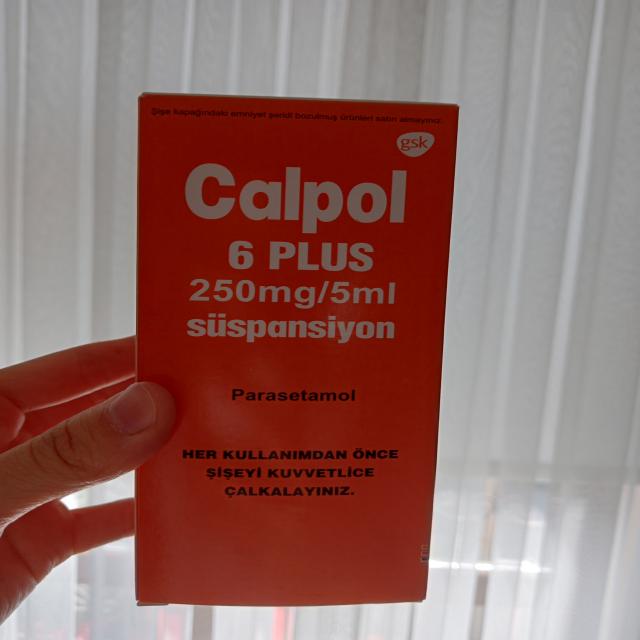 Şişe kapağındaki emniyet şeridi bozulmuş ürünleri satın almayınız.
gsk
Calpol
6 PLUS
250mg/5ml
süspansiyon
Parasetamol
HER KULLANIMDAN ÖNCE
ŞİŞEYİ KUVVETLİCE
ÇALKALAYINIZ.